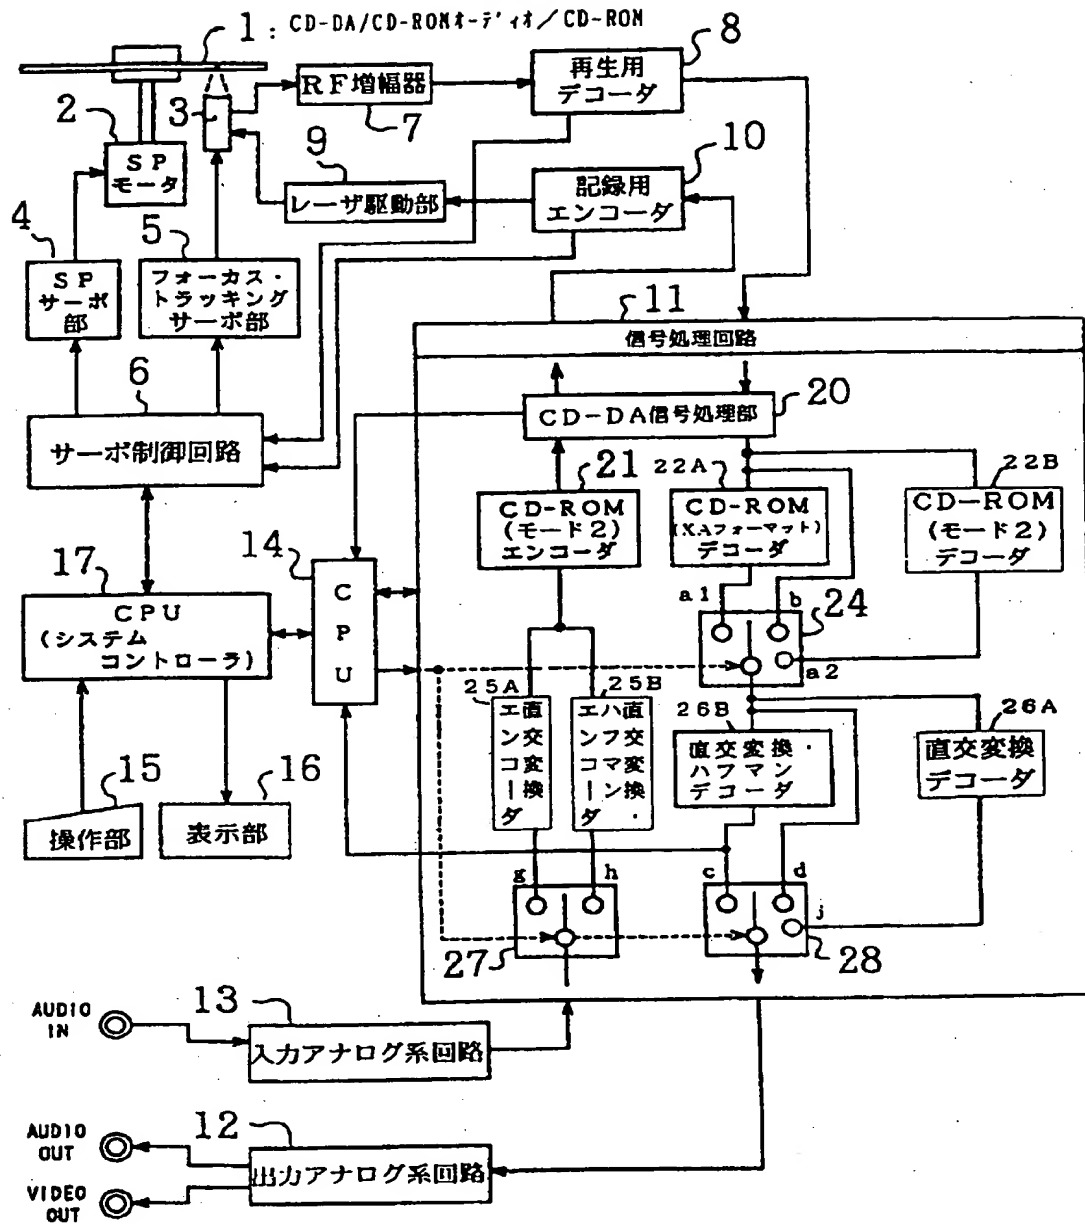 1 : CD-DA/CD-ROMオーディオ/CD-ROM
8
再生用
デコーダ
RF増幅器
7
2
3
SP
モータ
9
レーザ駆動部
10
記録用
エンコーダ
4
SP
サーボ
部
5
フォーカス・
トラッキング
サーボ部
11
信号処理回路
6
サーボ制御回路
CD-DA信号処理部
20
21
CD-ROM
(モード2)
エンコーダ
22A
CD-ROM
(XAフォーマット)
デコーダ
22B
CD-ROM
(モード2)
デコーダ
14
CPU
17
CPU
(システム
コントローラ)
a1
b
24
a2
25A
直交変換
エンコーダ
25B
直交変換・
ハフマン
エンコーダ
26B
直交変換・
ハフマン
デコーダ
26A
直交変換
デコーダ
15
操作部
16
表示部
g
h
27
c
d
j
28
AUDIO
IN
13
入力アナログ系回路
AUDIO
OUT
12
出力アナログ系回路
VIDEO
OUT